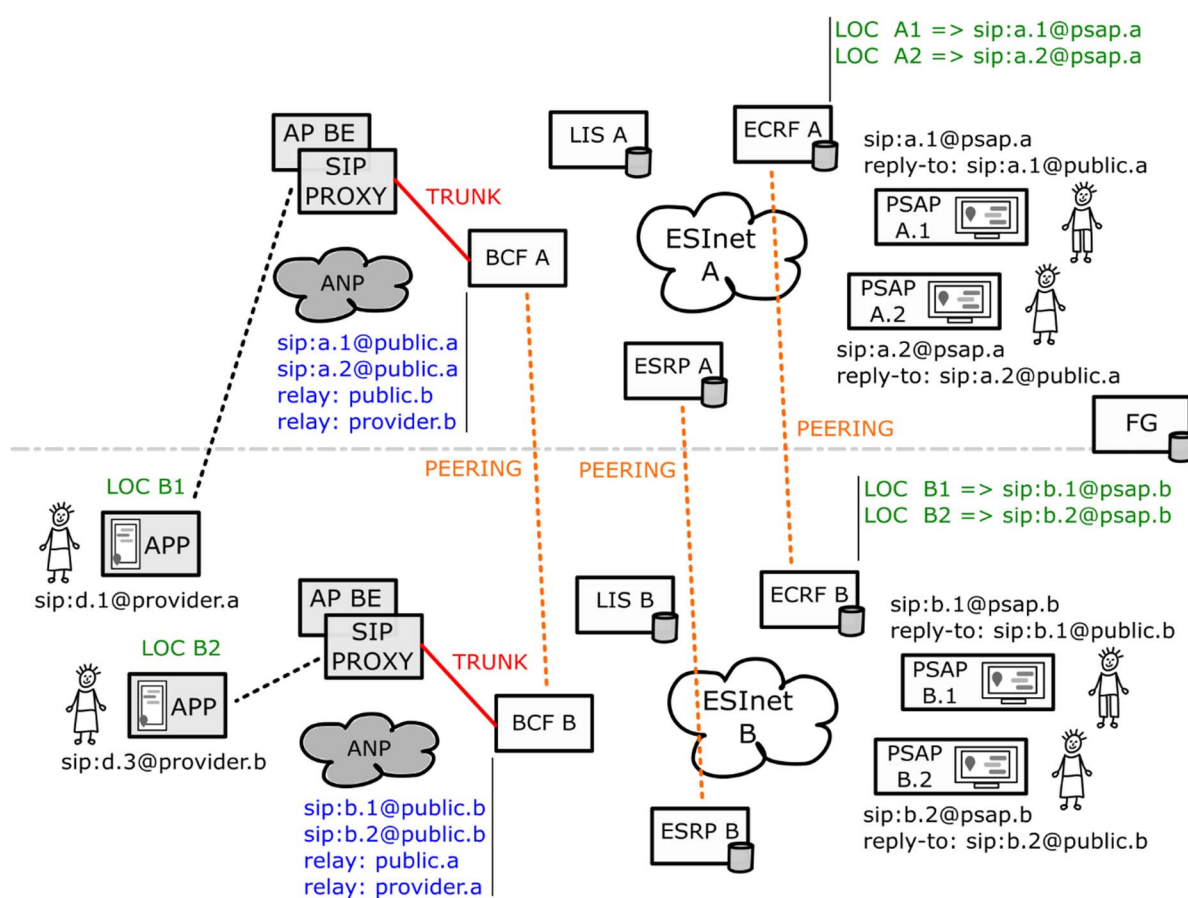 LOC  A1 => sip:a.1@psap.a
LOC  A2 => sip:a.2@psap.a
AP BE
SIP
PROXY
TRUNK
LIS A
ECRF A
sip:a.1@psap.a
reply-to: sip:a.1@public.a
PSAP
A.1
ESInet
A
BCF A
ANP
PSAP
A.2
sip:a.1@public.a
sip:a.2@public.a
relay: public.b
relay: provider.b
ESRP A
sip:a.2@psap.a
reply-to: sip:a.2@public.a
FG
PEERING
PEERING
PEERING
LOC B1
APP
sip:d.1@provider.a
LOC  B1 => sip:b.1@psap.b
LOC  B2 => sip:b.2@psap.b
AP BE
SIP
PROXY
TRUNK
LIS B
ECRF B
sip:b.1@psap.b
reply-to: sip:b.1@public.b
LOC B2
APP
sip:d.3@provider.b
PSAP
B.1
BCF B
ESInet
B
ANP
PSAP
B.2
sip:b.1@public.b
sip:b.2@public.b
relay: public.a
relay: provider.a
ESRP B
sip:b.2@psap.b
reply-to: sip:b.2@public.b